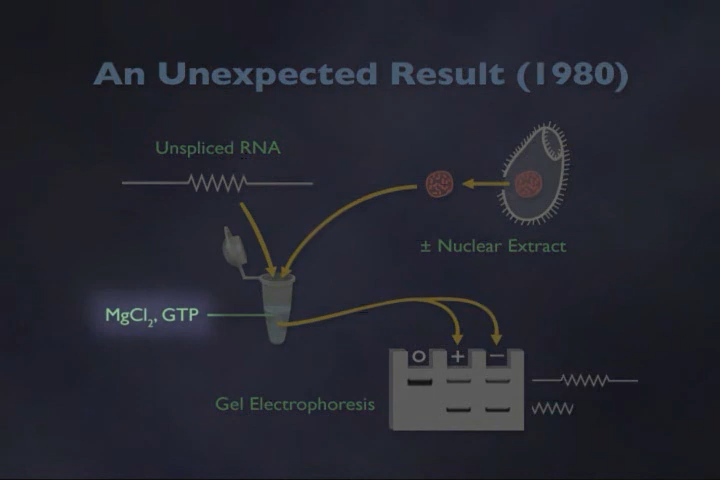 An Unexpected Result (1980)
Unspliced RNA
± Nuclear Extract
MgCl₂, GTP
O + −
Gel Electrophoresis